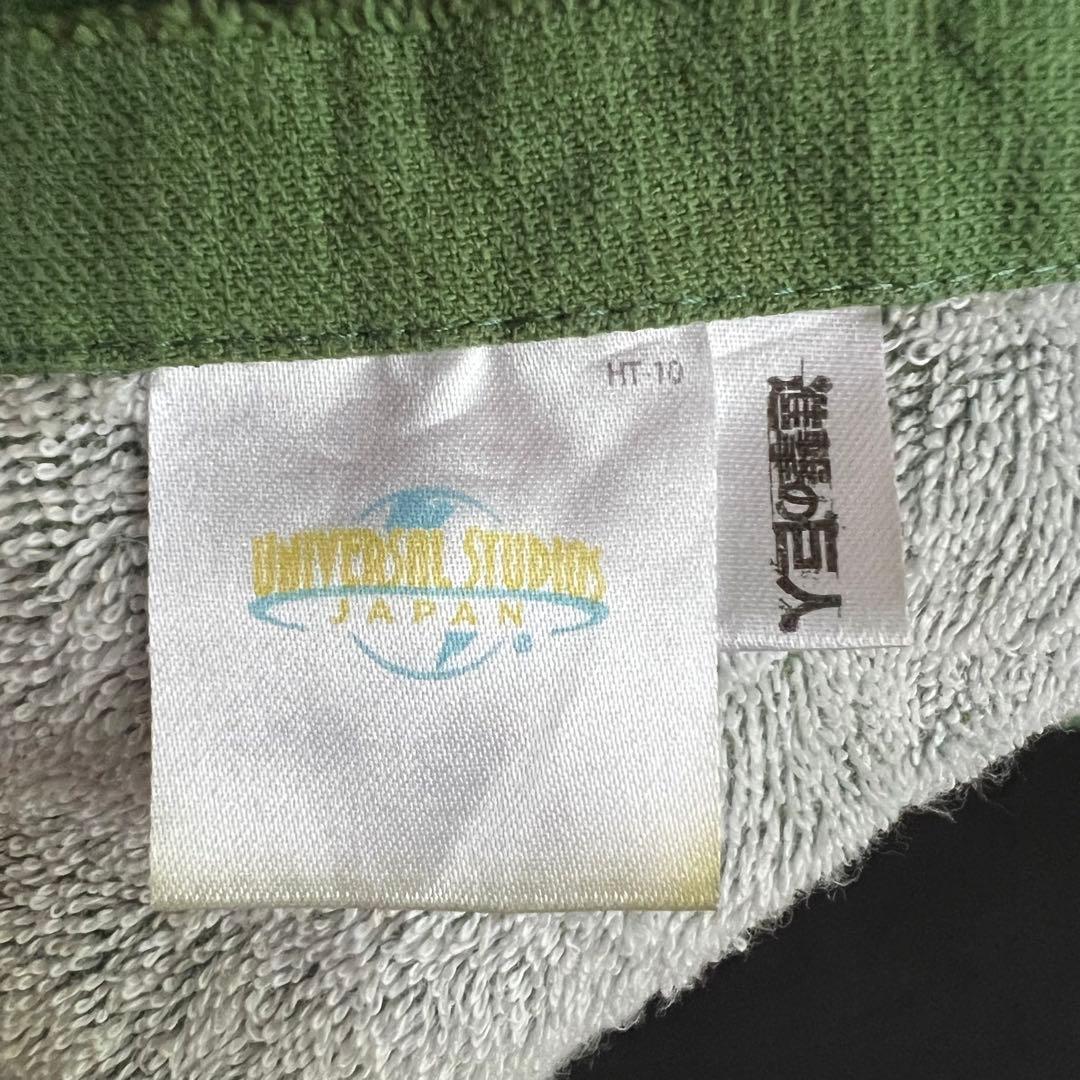 HT-10
UNIVERSAL STUDIOS
JAPAN
®
進撃の巨人